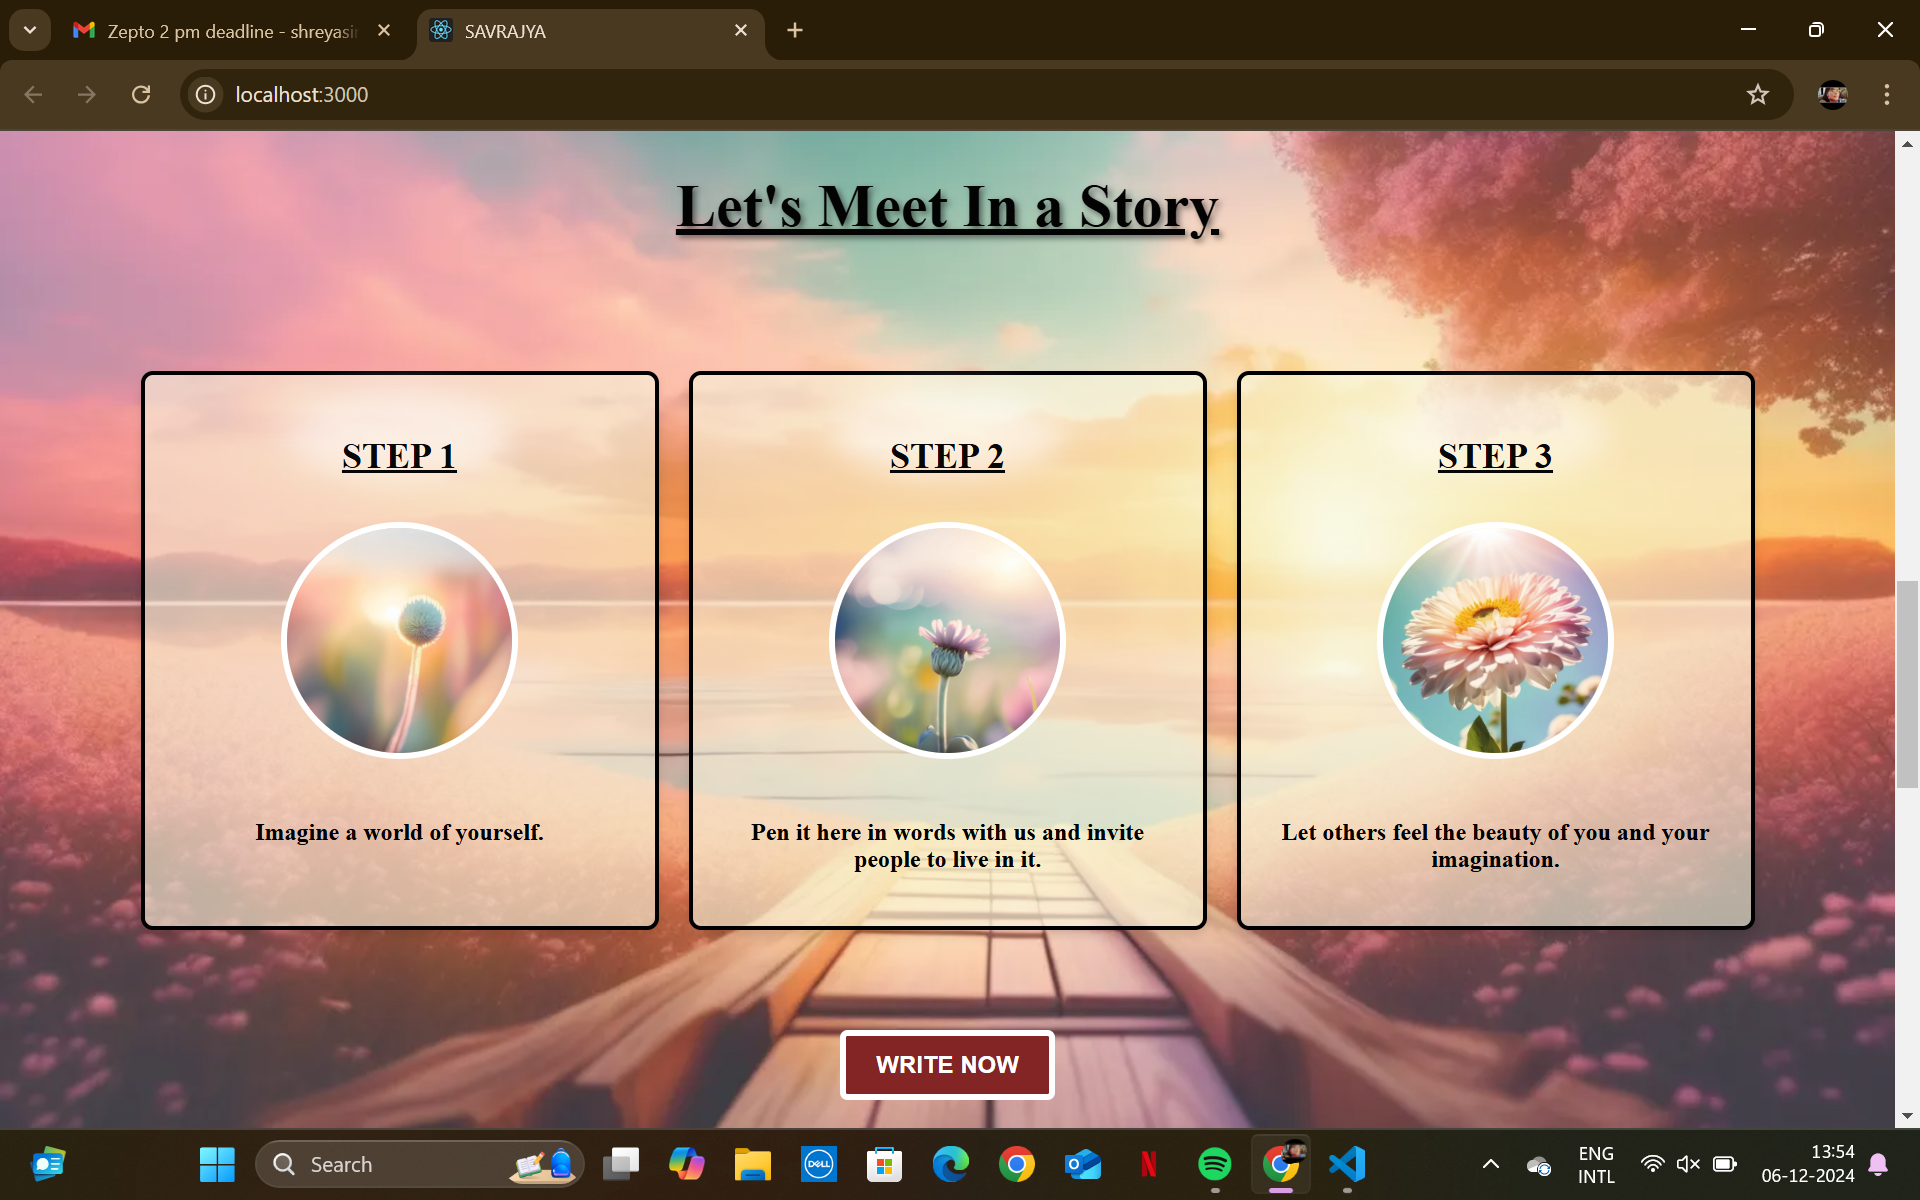 Zepto 2 pm deadline - shreyasi
SAVRAJYA
localhost:3000
Let's Meet In a Story
STEP 1
STEP 2
STEP 3
Imagine a world of yourself.
Pen it here in words with us and invite
people to live in it.
Let others feel the beauty of you and your
imagination.
WRITE NOW
Search
DELL
N
ENG
INTL
13:54
06-12-2024